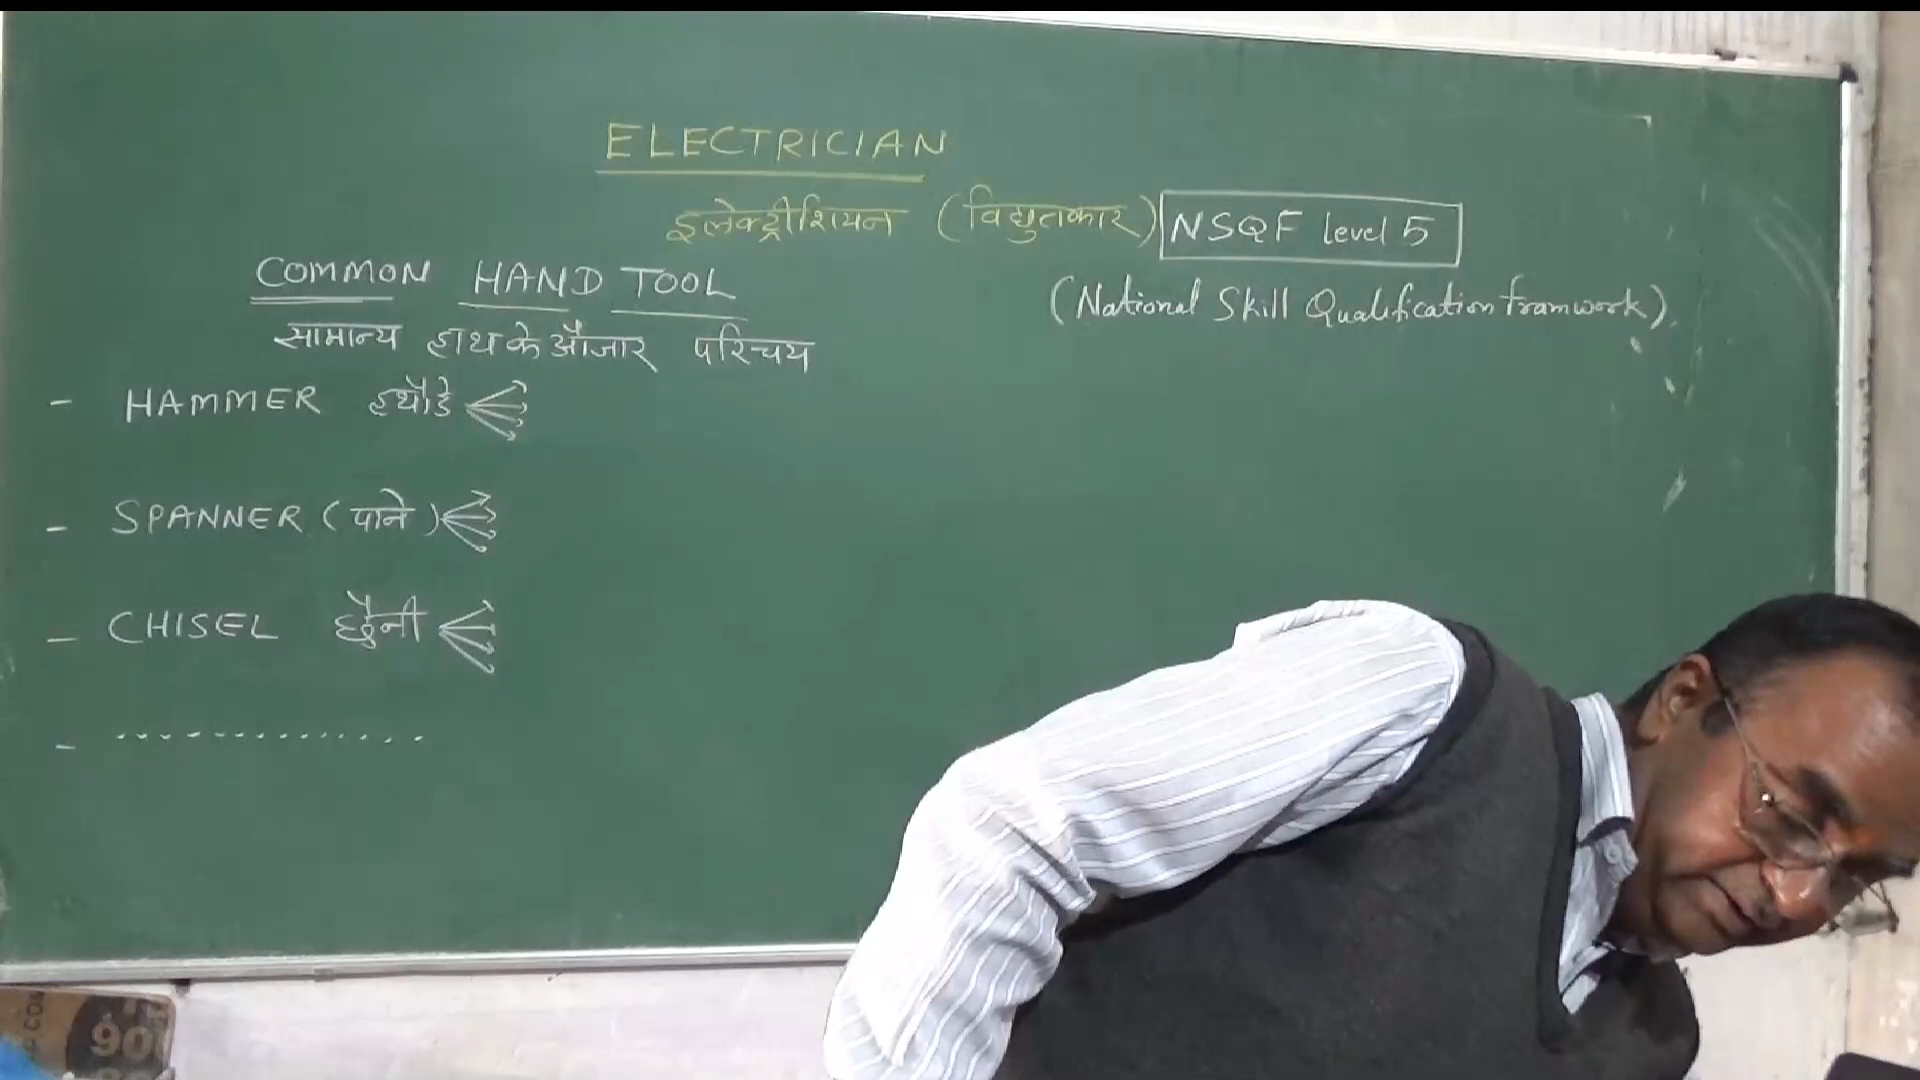 ELECTRICIAN
इलेक्ट्रीशियन (विद्युतकार) NSQF level 5
(National Skill Qualification framwork)
COMMON HAND TOOL
सामान्य हाथ के औजार परिचय
- HAMMER हथौडे
- SPANNER (पाने)
- CHISEL छैनी
- ..............
90